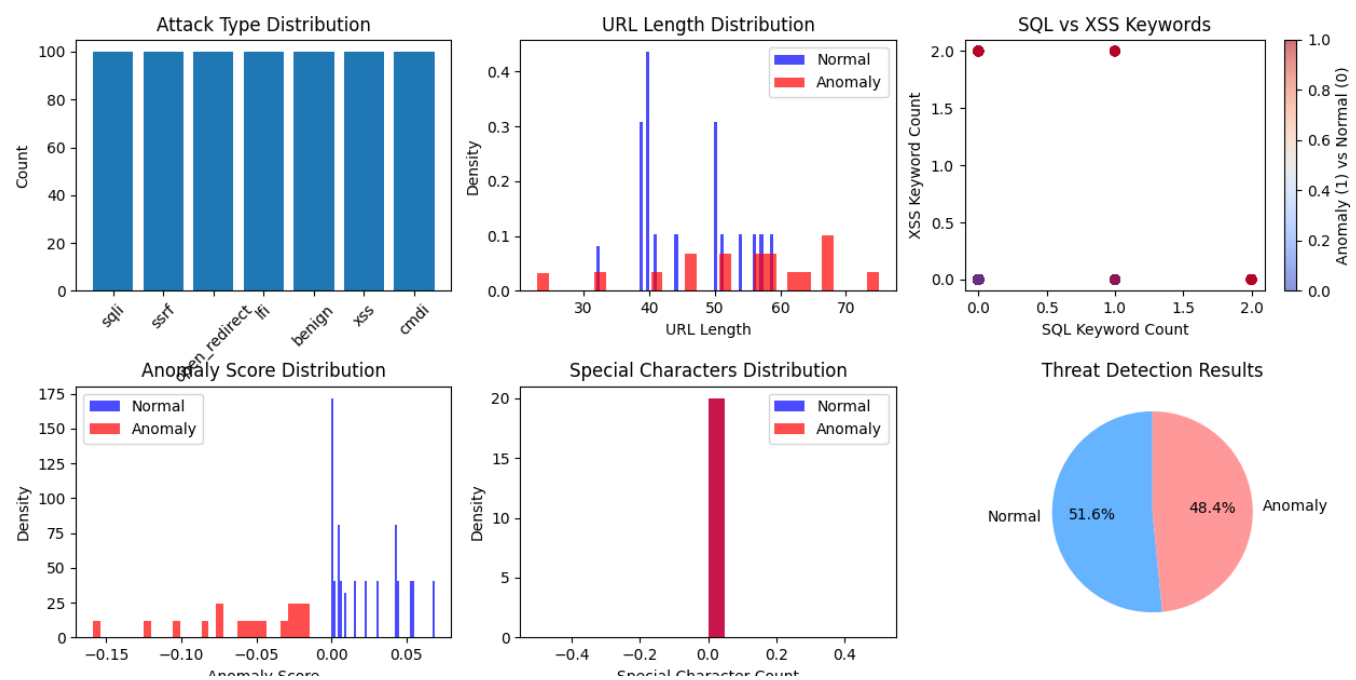 Attack Type Distribution
Count
100
80
60
40
20
0
sqli
ssrf
open_redirect
lfi
benign
xss
cmdi
URL Length Distribution
Density
0.4
0.3
0.2
0.1
0.0
Normal
Anomaly
30 40 50 60 70
URL Length
SQL vs XSS Keywords
XSS Keyword Count
2.0
1.5
1.0
0.5
0.0
0.0 0.5 1.0 1.5 2.0
SQL Keyword Count
1.0
0.8
0.6
0.4
0.2
0.0
Anomaly (1) vs Normal (0)
Anomaly Score Distribution
Density
175
150
125
100
75
50
25
0
Normal
Anomaly
−0.15 −0.10 −0.05 0.00 0.05
Anomaly Score
Special Characters Distribution
Density
20
15
10
5
0
Normal
Anomaly
−0.4 −0.2 0.0 0.2 0.4
Special Character Count
Threat Detection Results
Normal
51.6%
48.4%
Anomaly